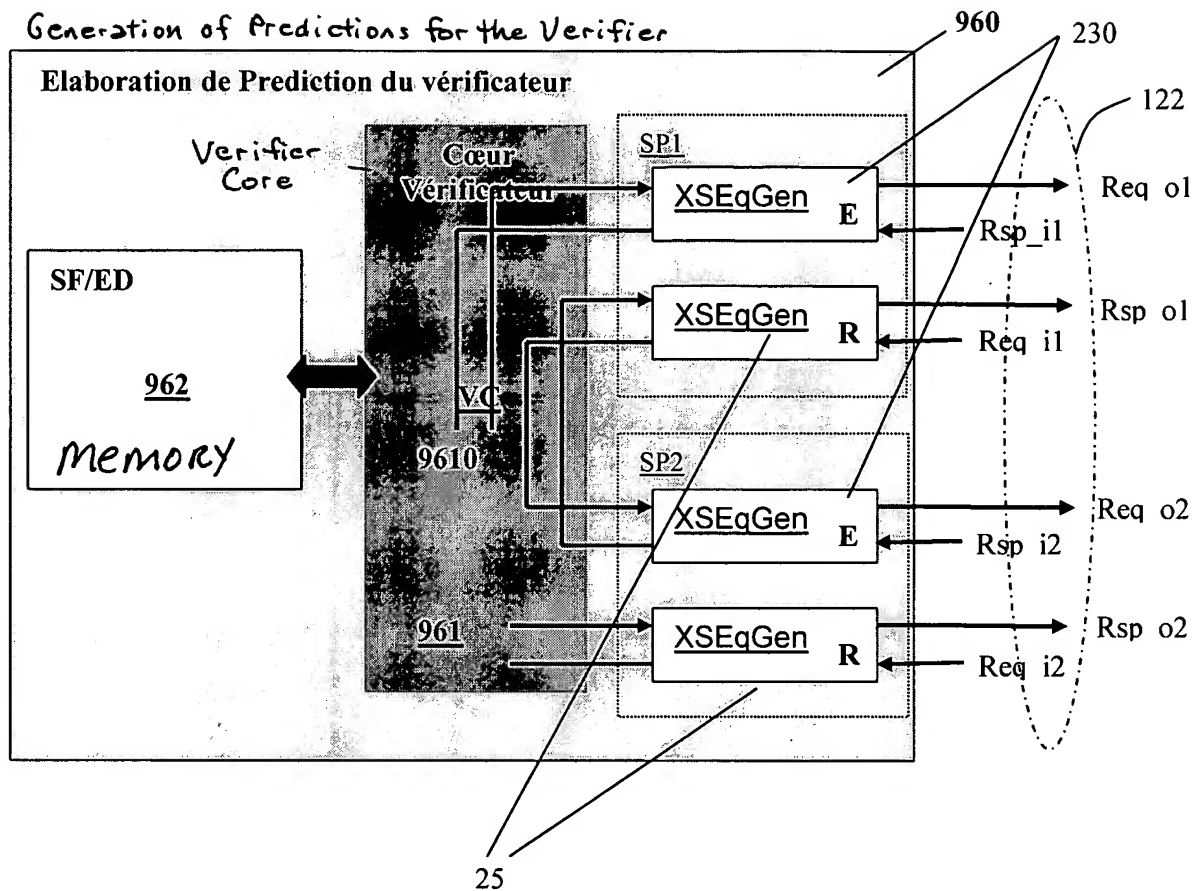 Generation of Predictions for the Verifier
960
230
Elaboration de Prediction du vérificateur
122
Verifier
Core
Cœur
Vérificateur
SP1
XSEqGen
E
Req o1
Rsp_i1
SF/ED
962
MEMORY
XSEqGen
R
Rsp o1
Req i1
VC
9610
SP2
XSEqGen
E
Req o2
Rsp i2
961
XSEqGen
R
Rsp o2
Req i2
25